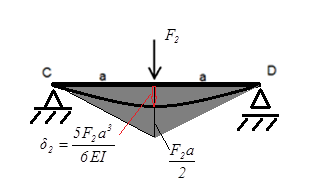 F₂
C a a D
δ₂ = 5F₂a³ / 6EI
F₂a / 2